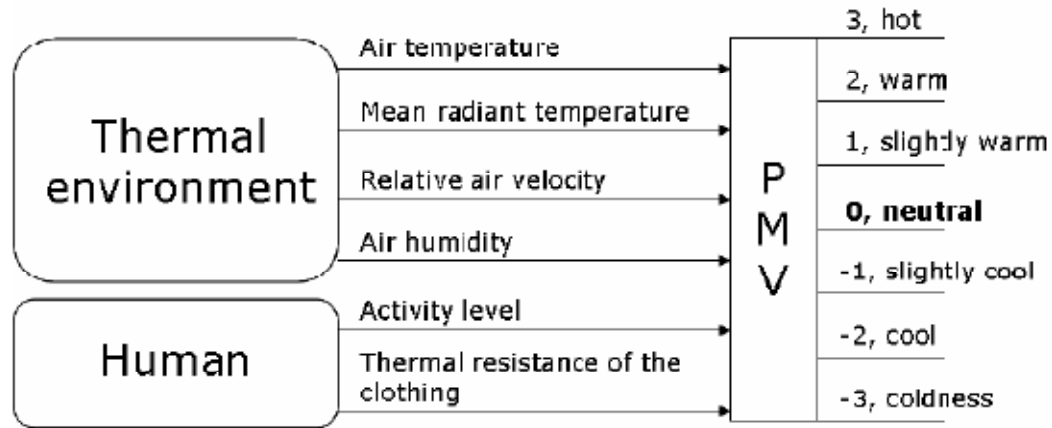 Thermal
environment
Human
Air temperature
Mean radiant temperature
Relative air velocity
Air humidity
Activity level
Thermal resistance of the
clothing
P
M
V
3, hot
2, warm
1, slightly warm
0, neutral
-1, slightly cool
-2, cool
-3, coldness